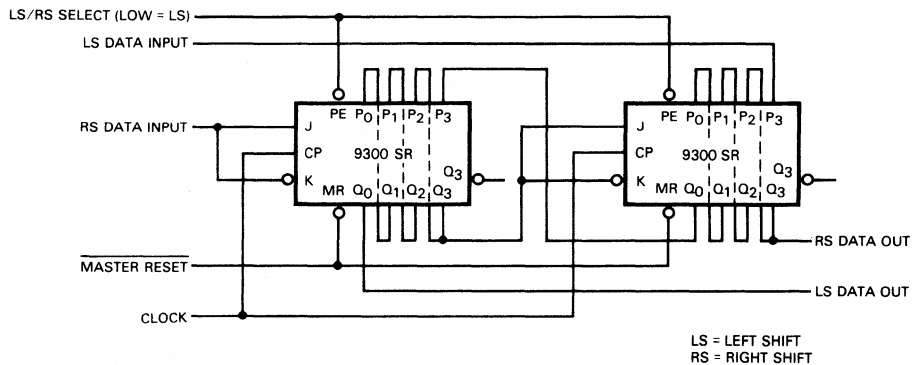 LS/RS SELECT (LOW = LS)
LS DATA INPUT
PE P0 P1 P2 P3
PE P0 P1 P2 P3
RS DATA INPUT
J
J
CP
9300 SR
CP
9300 SR
Q3
Q3
K
MR Q0 Q1 Q2 Q3
K
MR Q0 Q1 Q2 Q3
RS DATA OUT
MASTER RESET
LS DATA OUT
CLOCK
LS = LEFT SHIFT
RS = RIGHT SHIFT